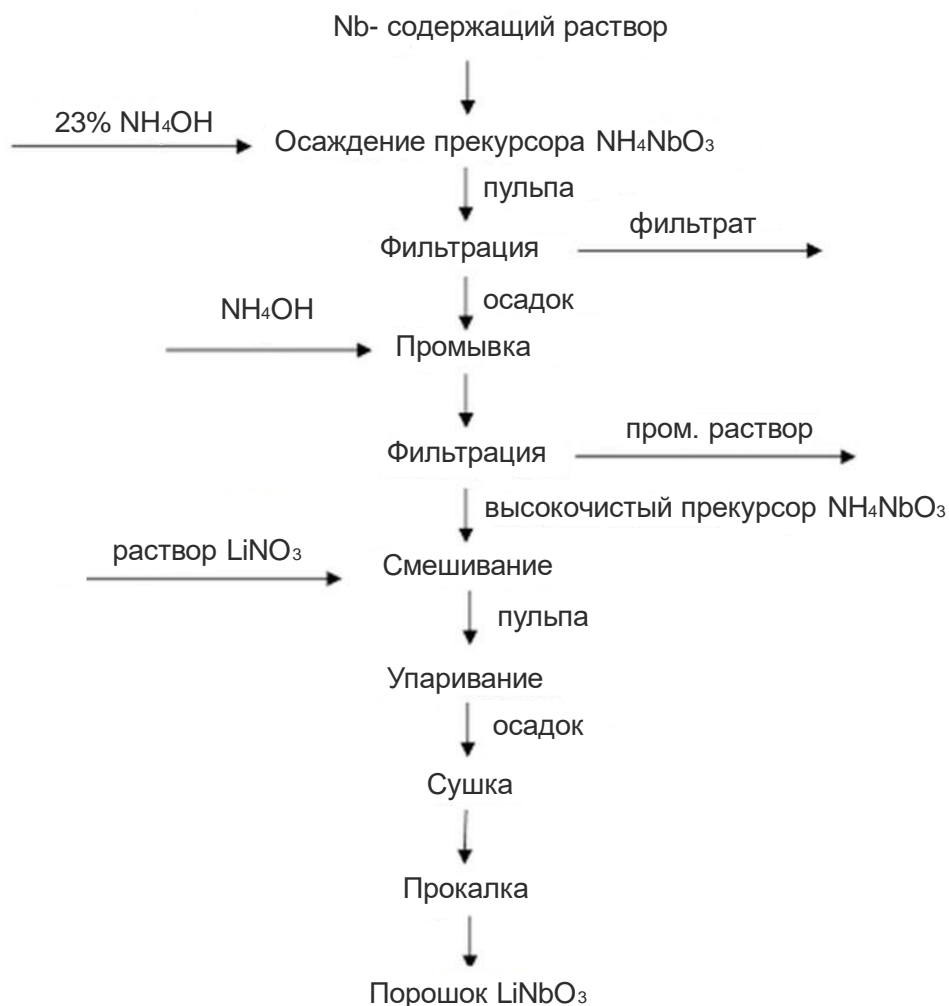 Nb- содержащий раствор
23% NH₄OH
Осаждение прекурсора NH₄NbO₃
пульпа
Фильтрация
фильтрат
осадок
NH₄OH
Промывка
Фильтрация
пром. раствор
высокочистый прекурсор NH₄NbO₃
раствор LiNO₃
Смешивание
пульпа
Упаривание
осадок
Сушка
Прокалка
Порошок LiNbO₃